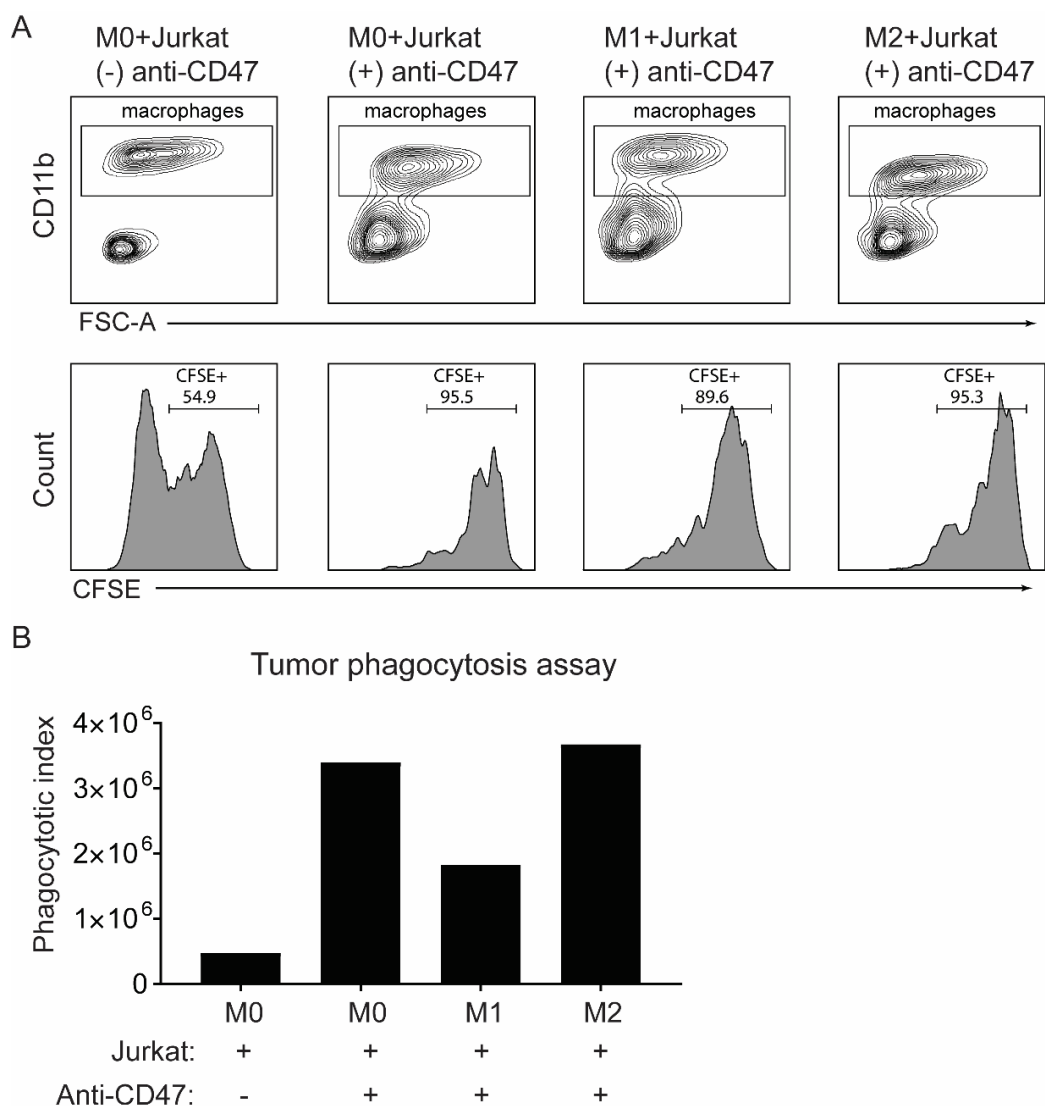 A
M0+Jurkat
(-) anti-CD47
M0+Jurkat
(+) anti-CD47
M1+Jurkat
(+) anti-CD47
M2+Jurkat
(+) anti-CD47
macrophages
macrophages
macrophages
macrophages
CD11b
FSC-A
CFSE+
54.9
CFSE+
95.5
CFSE+
89.6
CFSE+
95.3
Count
CFSE
B
Tumor phagocytosis assay
Phagocytotic index
4×10⁶
3×10⁶
2×10⁶
1×10⁶
0
M0 M0 M1 M2
Jurkat: + + + +
Anti-CD47: - + + +